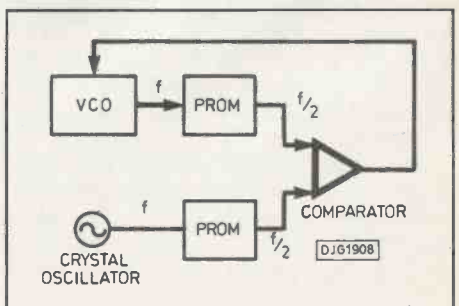 f
VCO
PROM
f/2
COMPARATOR
f
PROM
f/2
CRYSTAL
OSCILLATOR
DJG1908